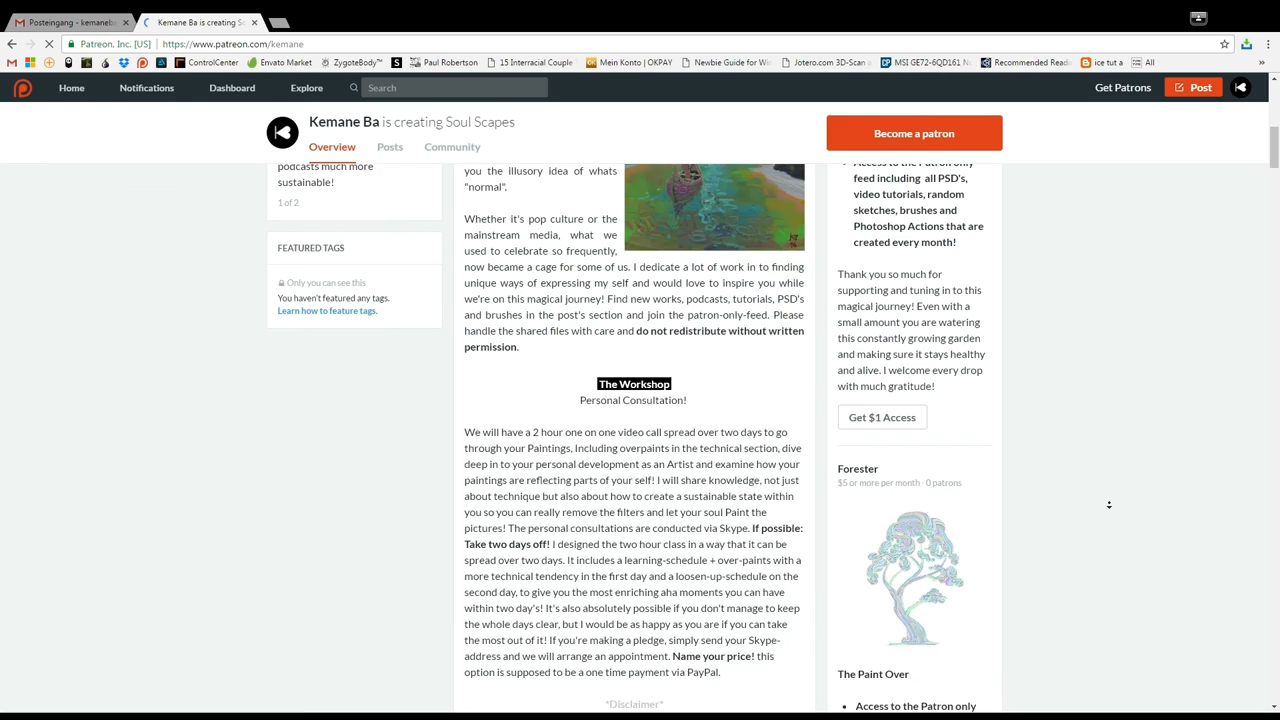 Posteingang - kemaneba
Kemane Ba is creating So
Patreon, Inc. [US]
https://www.patreon.com/kemane
ControlCenter
Envato Market
ZygoteBody™
Paul Robertson
15 Interracial Couple
Mein Konto | OKPAY
Newbie Guide for Wi
Jotero.com 3D-Scan a
MSI GE72-6QD161 No
Recommended Readi
ice tut a
All
Home
Notifications
Dashboard
Explore
Search
Get Patrons
Post
Kemane Ba is creating Soul Scapes
Overview
Posts
Community
Become a patron
podcasts much more
sustainable!
1 of 2
FEATURED TAGS
Only you can see this
You haven't featured any tags.
Learn how to feature tags.
you the illusory idea of whats
"normal".
Whether it's pop culture or the
mainstream media, what we
used to celebrate so frequently,
now became a cage for some of us. I dedicate a lot of work in to finding
unique ways of expressing my self and would love to inspire you while
we're on this magical journey! Find new works, podcasts, tutorials, PSD's
and brushes in the post's section and join the patron-only-feed. Please
handle the shared files with care and do not redistribute without written
permission.
The Workshop
Personal Consultation!
We will have a 2 hour one on one video call spread over two days to go
through your Paintings, Including overpaints in the technical section, dive
deep in to your personal development as an Artist and examine how your
paintings are reflecting parts of your self! I will share knowledge, not just
about technique but also about how to create a sustainable state within
you so you can really remove the filters and let your soul Paint the
pictures! The personal consultations are conducted via Skype. If possible:
Take two days off! I designed the two hour class in a way that it can be
spread over two days. It includes a learning-schedule + over-paints with a
more technical tendency in the first day and a loosen-up-schedule on the
second day, to give you the most enriching aha moments you can have
within two day's! It's also absolutely possible if you don't manage to keep
the whole days clear, but I would be as happy as you are if you can take
the most out of it! If you're making a pledge, simply send your Skype-
address and we will arrange an appointment. Name your price! this
option is supposed to be a one time payment via PayPal.
*Disclaimer*
Access to the Patron only
feed including all PSD's,
video tutorials, random
sketches, brushes and
Photoshop Actions that are
created every month!
Thank you so much for
supporting and tuning in to this
magical journey! Even with a
small amount you are watering
this constantly growing garden
and making sure it stays healthy
and alive. I welcome every drop
with much gratitude!
Get $1 Access
Forester
$5 or more per month · 0 patrons
The Paint Over
Access to the Patron only